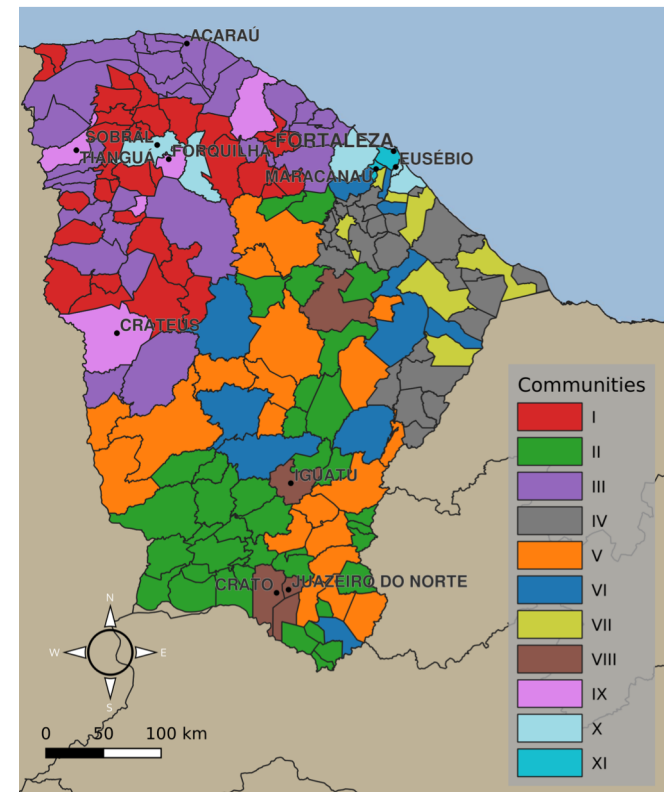 ACARAÚ
SOBRAL
FORTALEZA
TIANGUÁ
FORQUILHA
EUSÉBIO
MARACANAÚ
CRATEÚS
Communities
I
II
III
IV
IGUATU
V
CRATO
JUAZEIRO DO NORTE
VI
N
VII
W
E
VIII
S
IX
0 50 100 km
X
XI